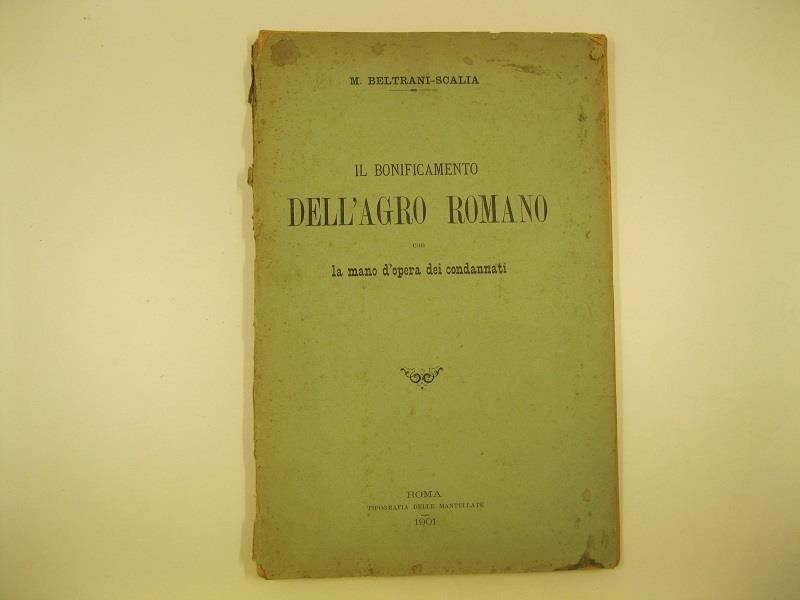 M. BELTRANI-SCALIA
IL BONIFICAMENTO
DELL'AGRO ROMANO
con
la mano d'opera dei condannati
ROMA
TIPOGRAFIA DELLE MANTELLATE
1901